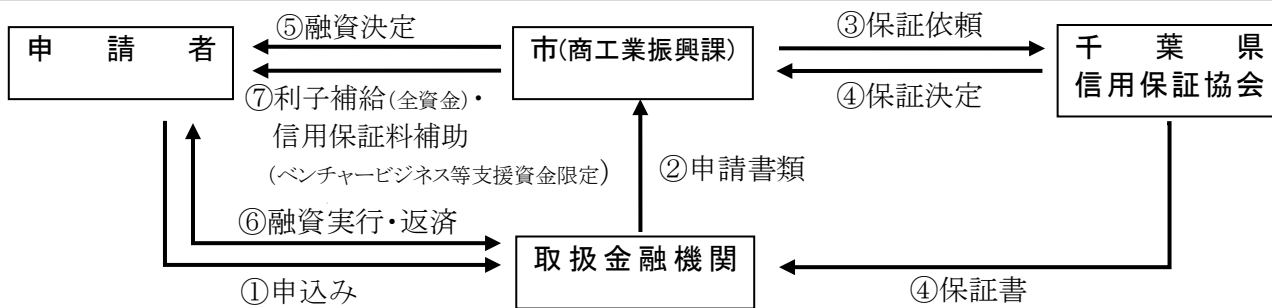 ⑤融資決定
③保証依頼
申請者
市(商工業振興課)
千葉県
信用保証協会
⑦利子補給(全資金)・
信用保証料補助
(ベンチャービジネス等支援資金限定)
④保証決定
②申請書類
⑥融資実行・返済
取扱金融機関
①申込み
④保証書